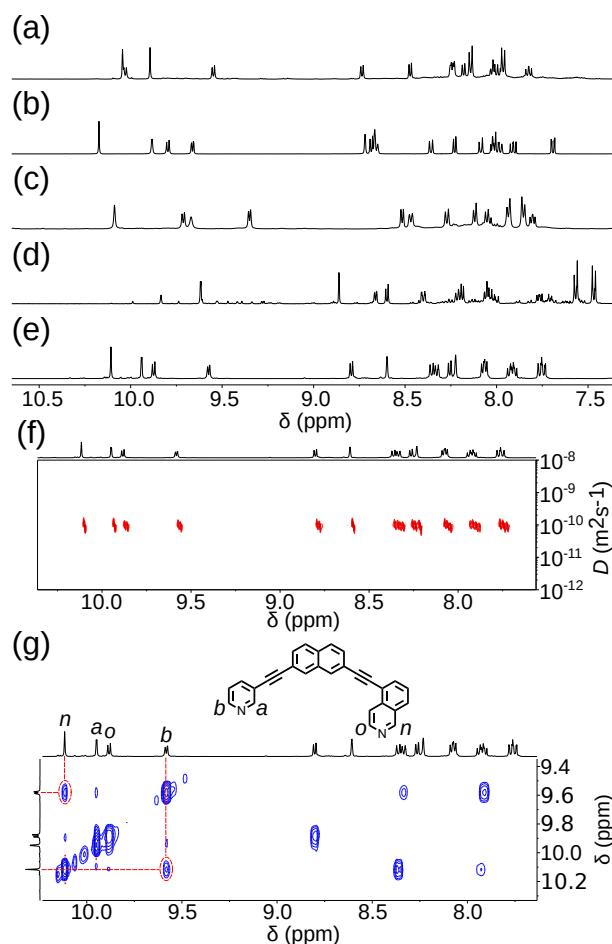 (a)
(b)
(c)
(d)
(e)
10.5 10.0 9.5 9.0 8.5 8.0 7.5
δ (ppm)
(f)
10⁻⁸
10⁻⁹
10⁻¹⁰
10⁻¹¹
10⁻¹²
D (m2s-1)
10.0 9.5 9.0 8.5 8.0
δ (ppm)
(g)
b N a
o N n
n a o b
9.4
9.6
9.8
10.0
10.2
δ (ppm)
10.0 9.5 9.0 8.5 8.0
δ (ppm)